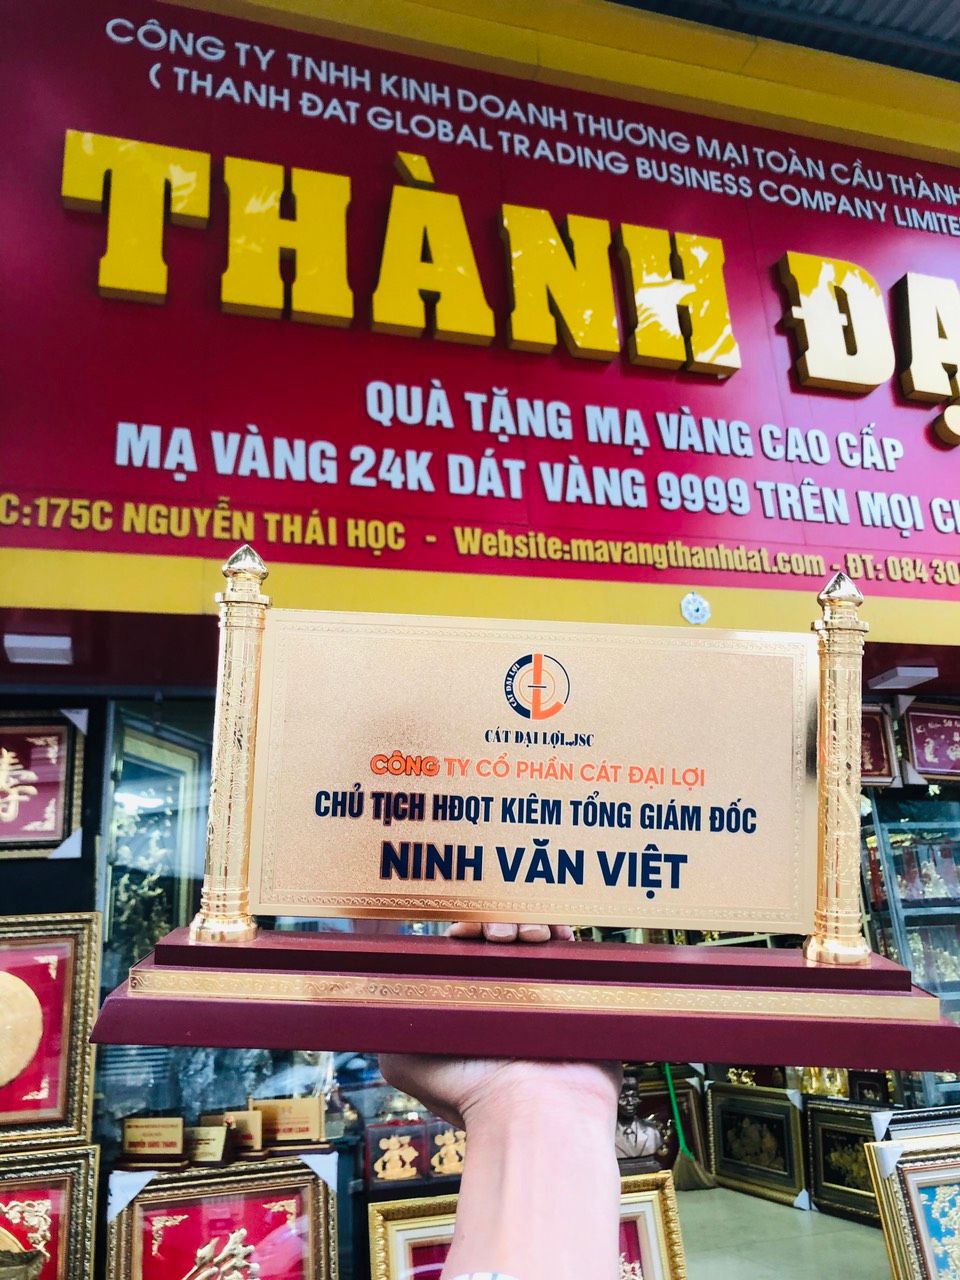 CÔNG TY TNHH KINH DOANH THƯƠNG MẠI TOÀN CẦU THÀNH
( THANH ĐAT GLOBAL TRADING BUSINESS COMPANY LIMITE
THÀNH ĐẠ
QUÀ TẶNG MẠ VÀNG CAO CẤP
MẠ VÀNG 24K DÁT VÀNG 9999 TRÊN MỌI
C:175C NGUYỄN THÁI HỌC - Website:mavangthanhdat.com - ĐT: 084 30
CÁT ĐẠI LỢI
CÁT ĐẠI LỢI.,JSC
CÔNG TY CỔ PHẦN CÁT ĐẠI LỢI
CHỦ TỊCH HĐQT KIÊM TỔNG GIÁM ĐỐC
NINH VĂN VIỆT